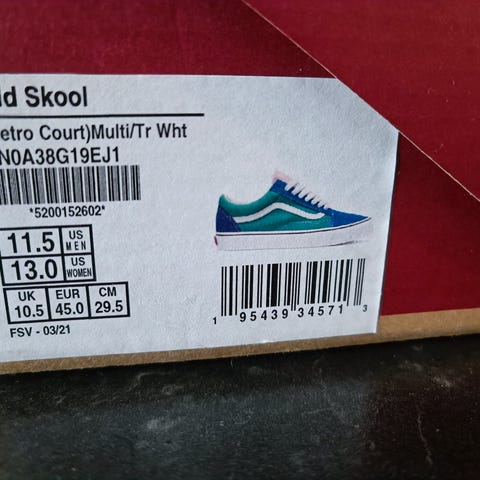 ld Skool
etro Court)Multi/Tr Wht
N0A38G19EJ1
*5200152602*
11.5 US MEN
13.0 US WOMEN
UK EUR CM
10.5 45.0 29.5
FSV - 03/21
1 95439 34571 3